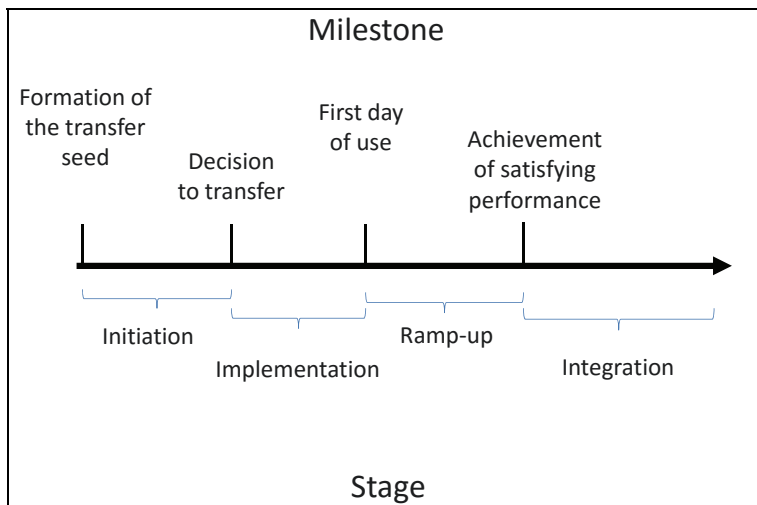 Milestone
Formation of
the transfer
seed
Decision
to transfer
First day
of use
Achievement
of satisfying
performance
Initiation
Implementation
Ramp-up
Integration
Stage